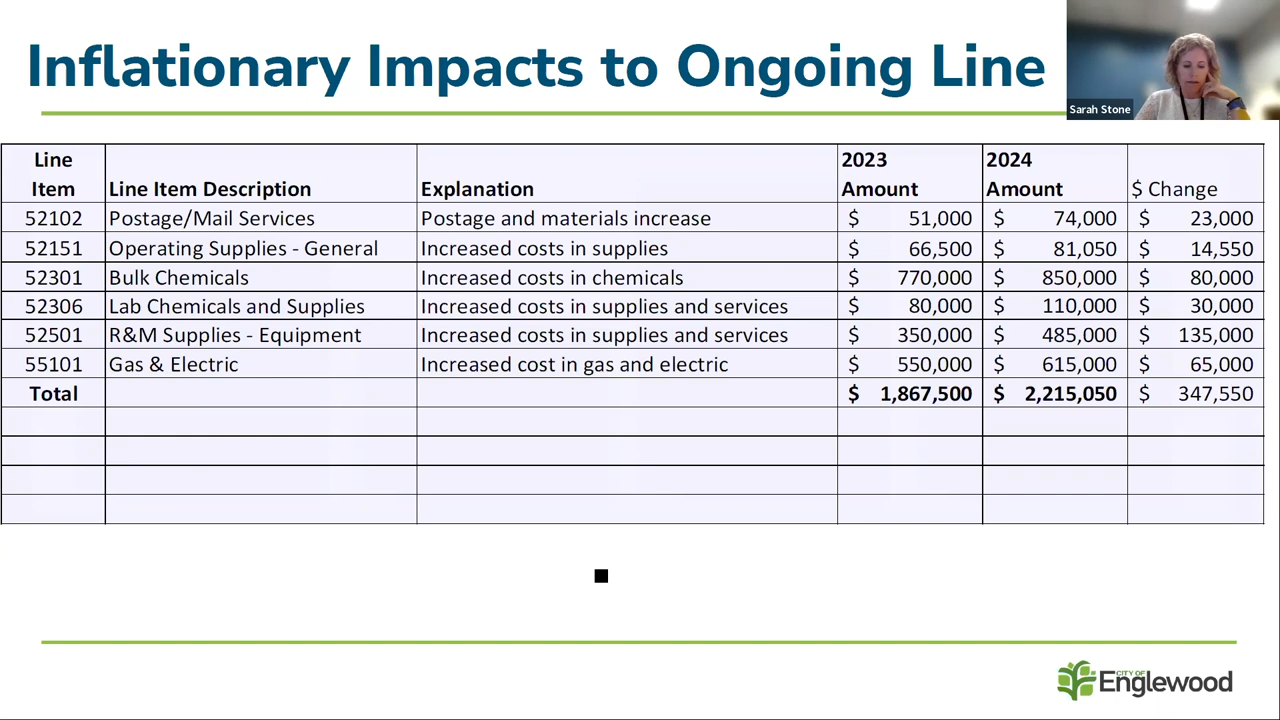 Inflationary Impacts to Ongoing Line
Sarah Stone
Line Item Line Item Description Explanation 2023 Amount 2024 Amount $ Change
52102 Postage/Mail Services Postage and materials increase $ 51,000 $ 74,000 $ 23,000
52151 Operating Supplies - General Increased costs in supplies $ 66,500 $ 81,050 $ 14,550
52301 Bulk Chemicals Increased costs in chemicals $ 770,000 $ 850,000 $ 80,000
52306 Lab Chemicals and Supplies Increased costs in supplies and services $ 80,000 $ 110,000 $ 30,000
52501 R&M Supplies - Equipment Increased costs in supplies and services $ 350,000 $ 485,000 $ 135,000
55101 Gas & Electric Increased cost in gas and electric $ 550,000 $ 615,000 $ 65,000
Total $ 1,867,500 $ 2,215,050 $ 347,550
CITY OF
Englewood